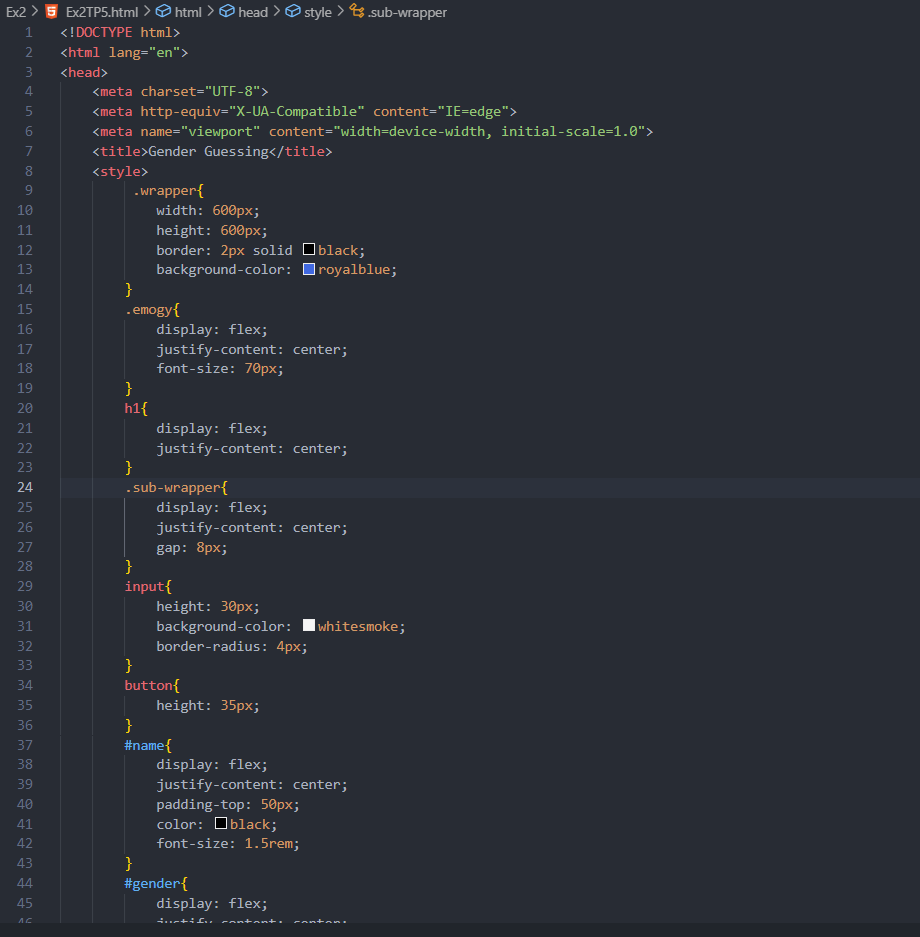 Ex2 > Ex2TP5.html > html > head > style > .sub-wrapper
1 <!DOCTYPE html>
2 <html lang="en">
3 <head>
4 <meta charset="UTF-8">
5 <meta http-equiv="X-UA-Compatible" content="IE=edge">
6 <meta name="viewport" content="width=device-width, initial-scale=1.0">
7 <title>Gender Guessing</title>
8 <style>
9 .wrapper{
10 width: 600px;
11 height: 600px;
12 border: 2px solid black;
13 background-color: royalblue;
14 }
15 .emogy{
16 display: flex;
17 justify-content: center;
18 font-size: 70px;
19 }
20 h1{
21 display: flex;
22 justify-content: center;
23 }
24 .sub-wrapper{
25 display: flex;
26 justify-content: center;
27 gap: 8px;
28 }
29 input{
30 height: 30px;
31 background-color: whitesmoke;
32 border-radius: 4px;
33 }
34 button{
35 height: 35px;
36 }
37 #name{
38 display: flex;
39 justify-content: center;
40 padding-top: 50px;
41 color: black;
42 font-size: 1.5rem;
43 }
44 #gender{
45 display: flex;
46 justify-content: center;